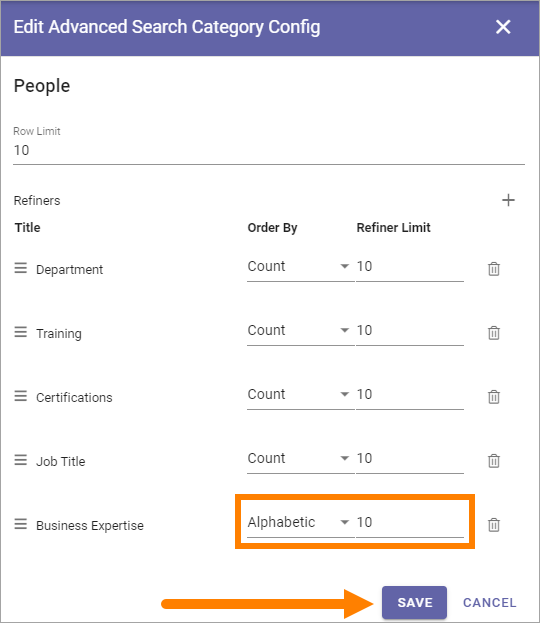 Edit Advanced Search Category Config
People
Row Limit
10
Refiners
Title Order By Refiner Limit
Department Count 10
Training Count 10
Certifications Count 10
Job Title Count 10
Business Expertise Alphabetic 10
SAVE CANCEL